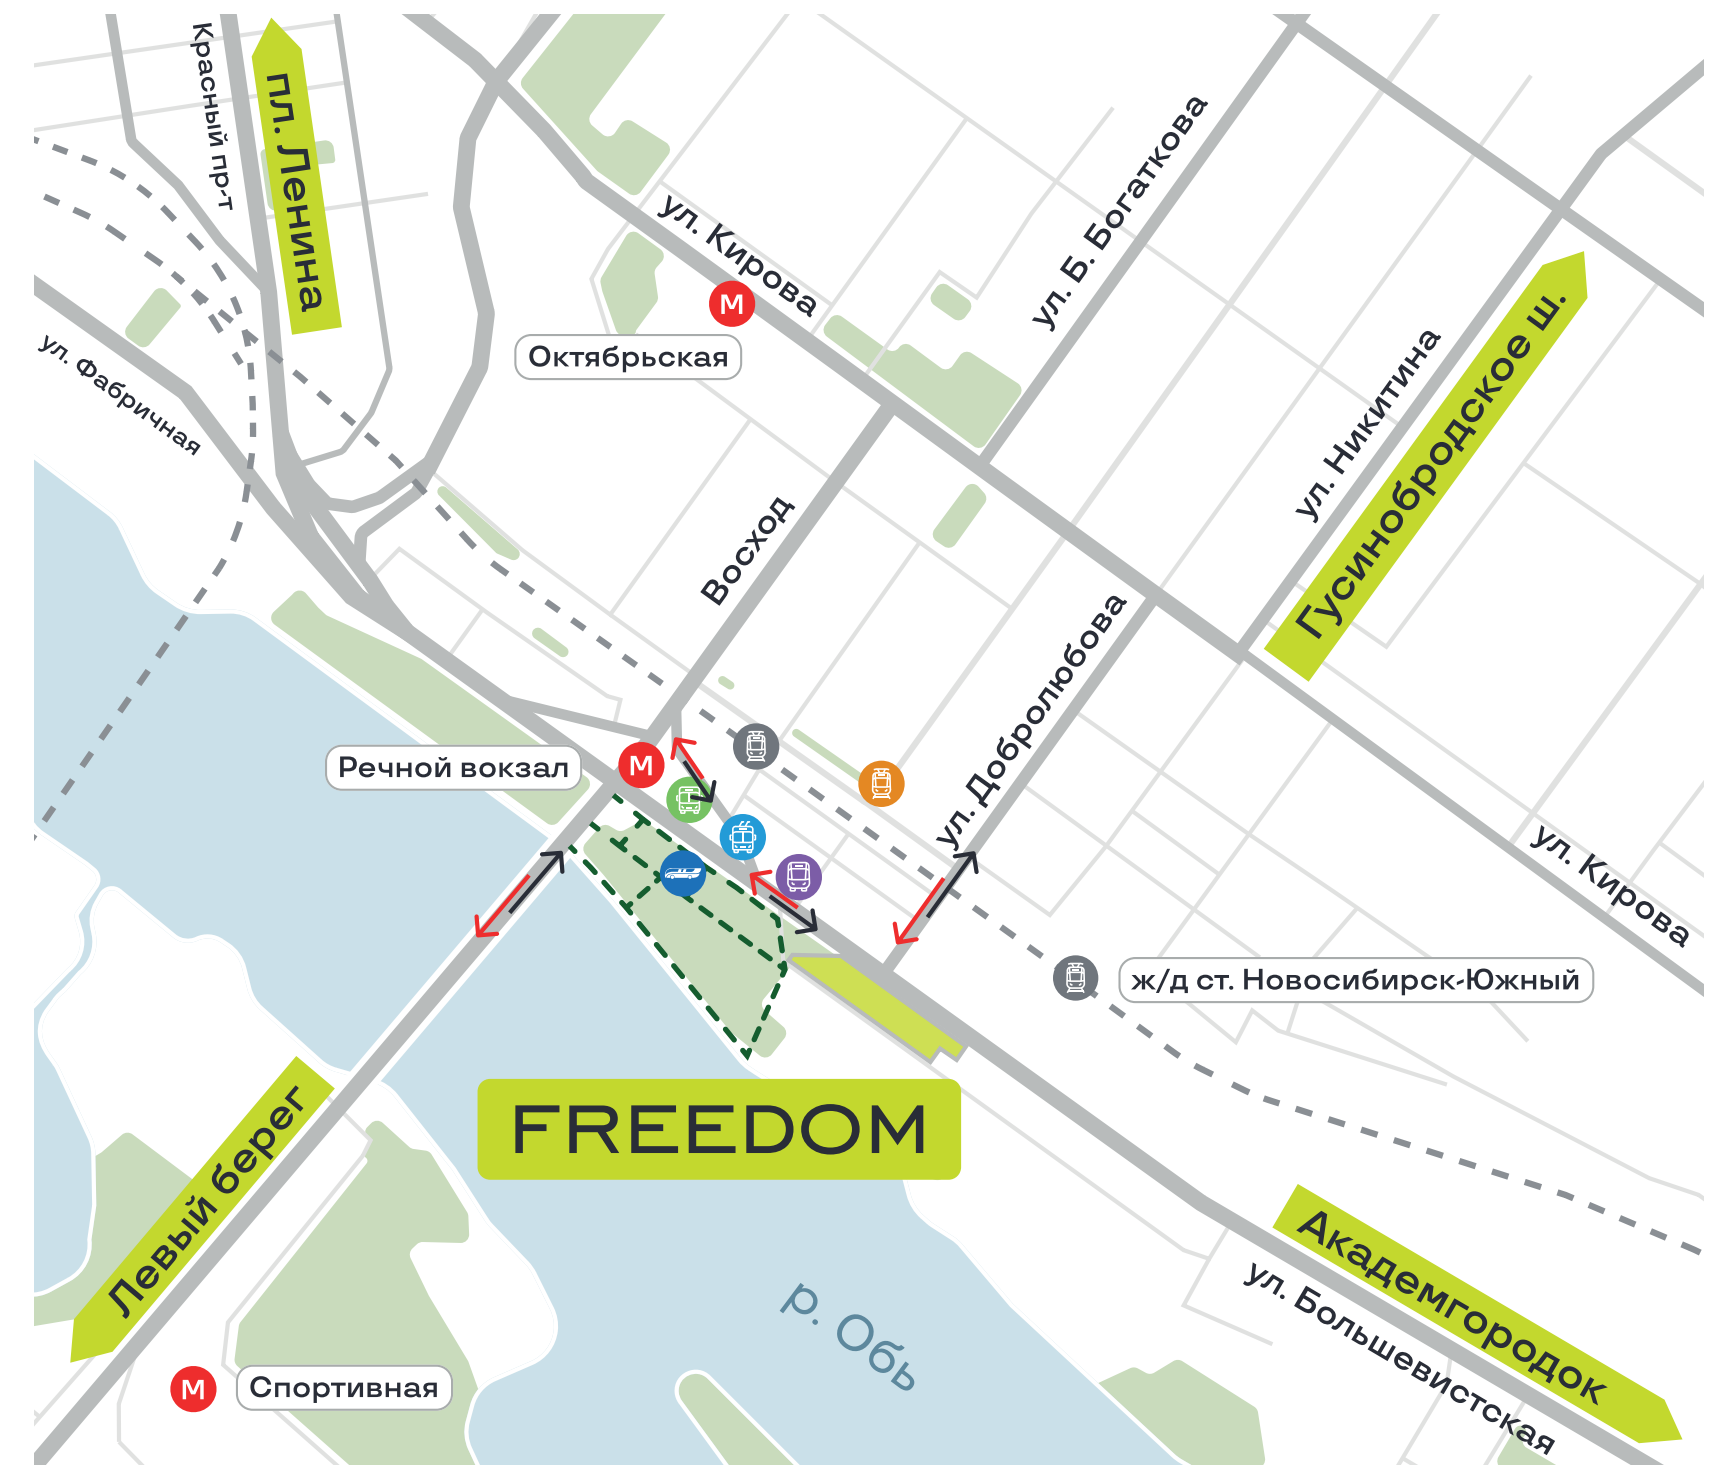 Красный пр-т
пл. Ленина
ул. Фабричная
ул. Кирова
М
Октябрьская
ул. Б. Богаткова
ул. Никитина
Гусинобродское ш.
Восход
ул. Добролюбова
Речной вокзал
М
ул. Кирова
ж/д ст. Новосибирск-Южный
FREEDOM
Левый берег
Академгородок
ул. Большевистская
р. Обь
М
Спортивная